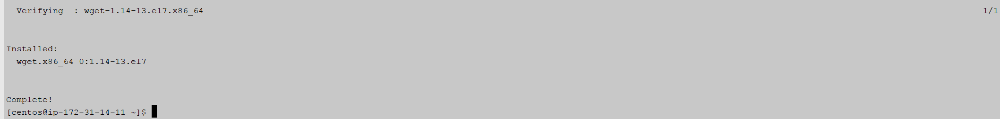 Verifying  : wget-1.14-13.el7.x86_64 1/1
Installed:
wget.x86_64 0:1.14-13.el7
Complete!
[centos@ip-172-31-14-11 ~]$